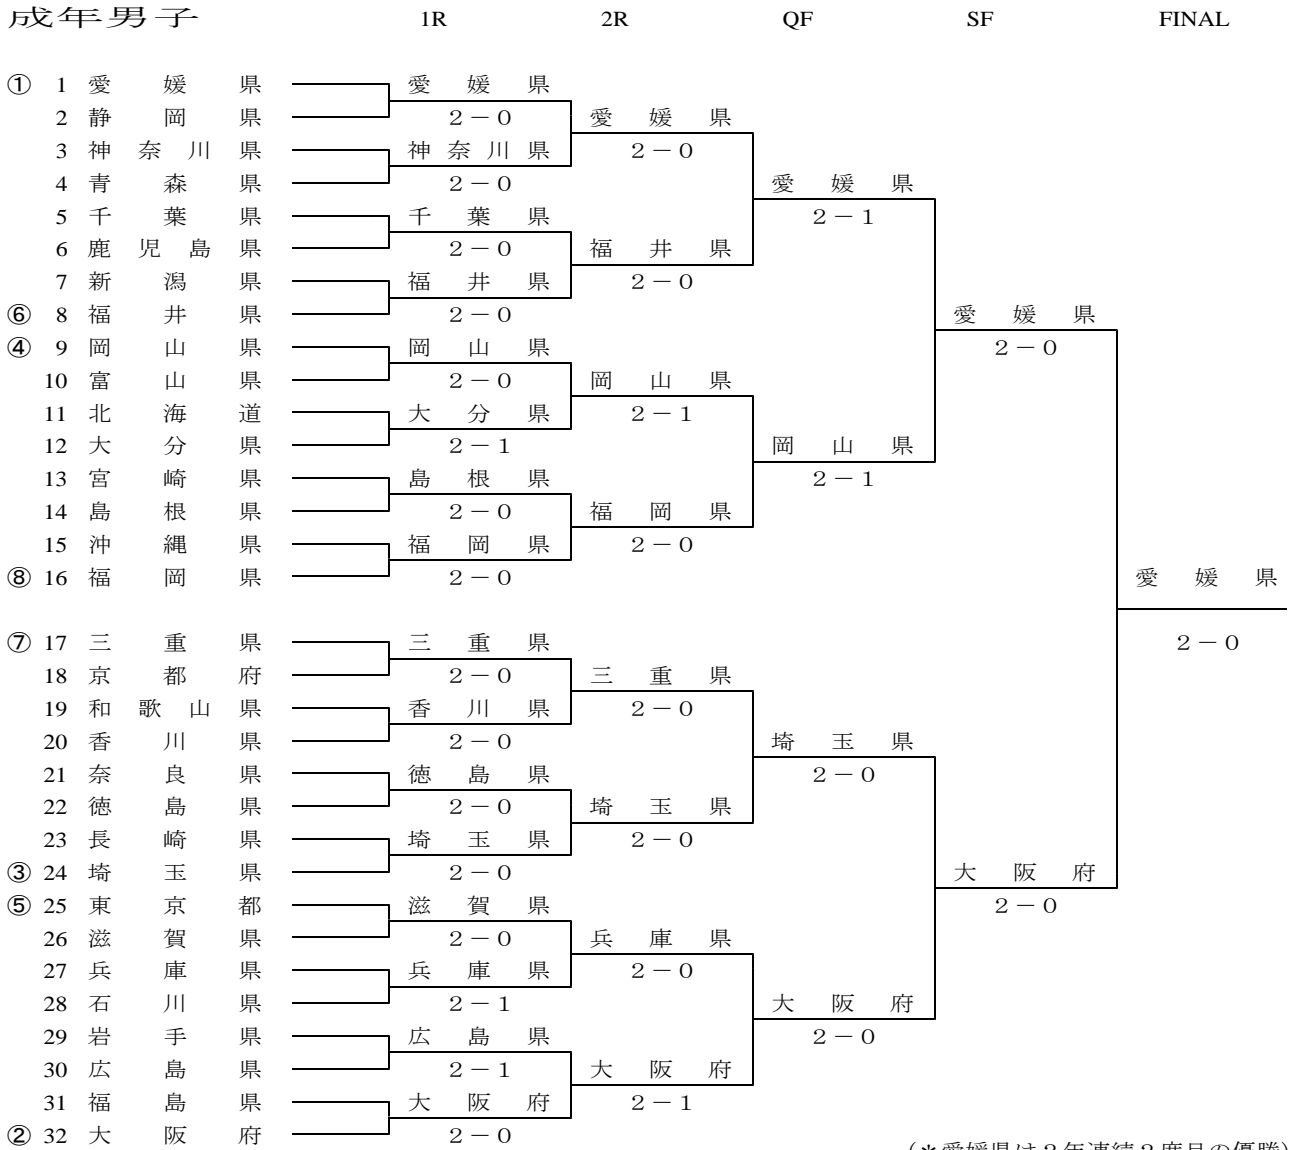 成年男子 1R 2R QF SF FINAL
① 1 愛媛県 愛媛県
2 静岡県 2－0 愛媛県
3 神奈川県 神奈川県 2－0
4 青森県 2－0 愛媛県
5 千葉県 千葉県 2－1
6 鹿児島県 2－0 福井県
7 新潟県 福井県 2－0
⑥ 8 福井県 2－0 愛媛県
④ 9 岡山県 岡山県 2－0
10 富山県 2－0 岡山県
11 北海道 大分県 2－1
12 大分県 2－1 岡山県
13 宮崎県 島根県 2－1
14 島根県 2－0 福岡県
15 沖縄県 福岡県 2－0
⑧ 16 福岡県 2－0 愛媛県
⑦ 17 三重県 三重県 2－0
18 京都府 2－0 三重県
19 和歌山県 香川県 2－0
20 香川県 2－0 埼玉県
21 奈良県 徳島県 2－0
22 徳島県 2－0 埼玉県
23 長崎県 埼玉県 2－0
③ 24 埼玉県 2－0 大阪府
⑤ 25 東京都 滋賀県 2－0
26 滋賀県 2－0 兵庫県
27 兵庫県 兵庫県 2－0
28 石川県 2－1 大阪府
29 岩手県 広島県 2－0
30 広島県 2－1 大阪府
31 福島県 大阪府 2－1
② 32 大阪府 2－0